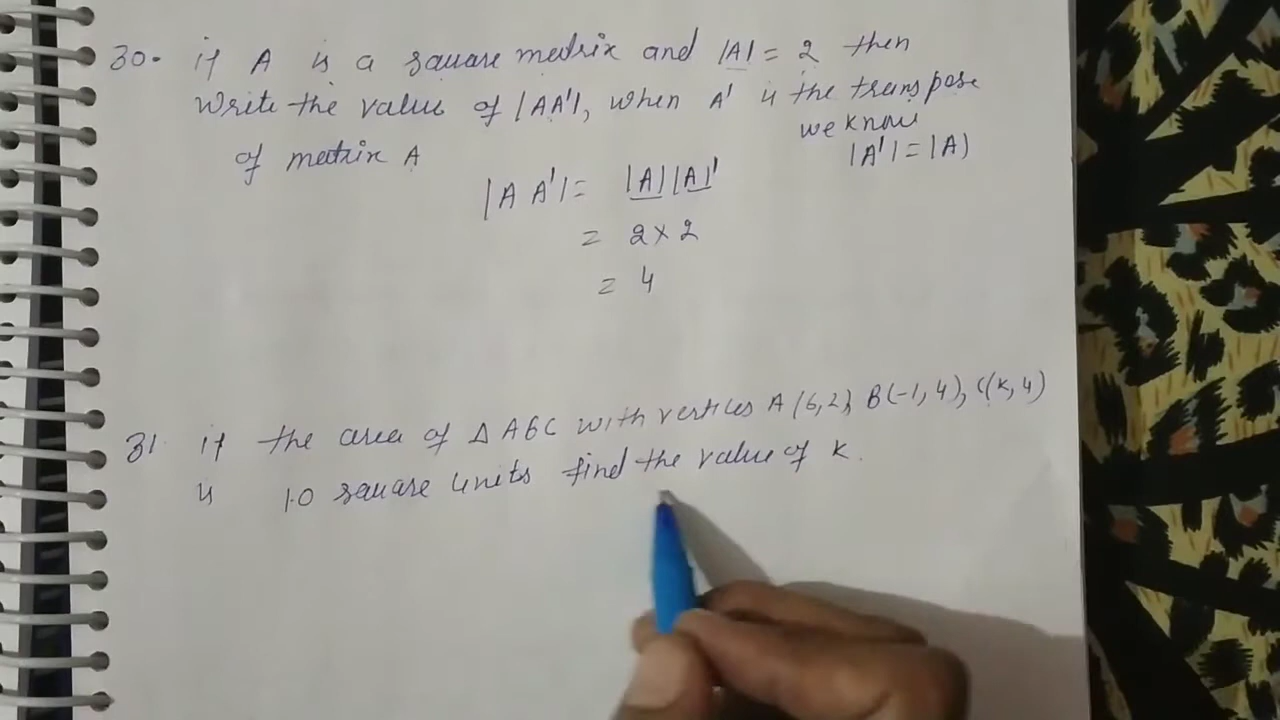 30. if A is a square matrix and |A| = 2 then
Write the value of |AA'|, when A' is the transpose
of matrix A
we know
|A'| = |A|
|A A'| = |A| |A|'
= 2 × 2
= 4
31. if the area of Δ ABC with vertices A (6,2), B(-1, 4), C(K, 4)
is 10 square units find the value of K.